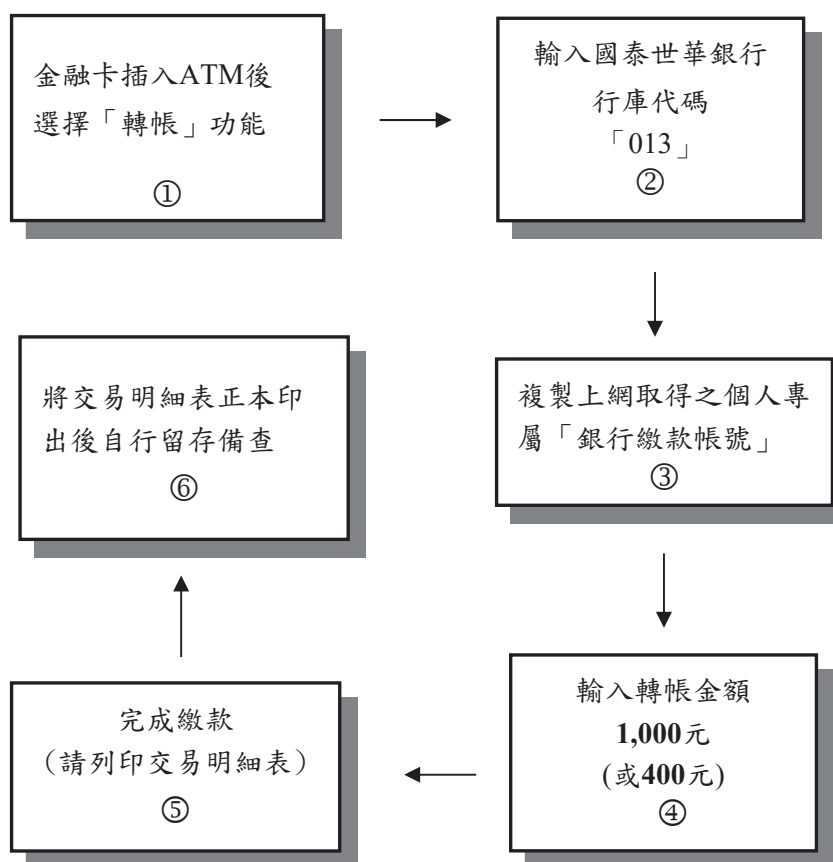 金融卡插入ATM後
選擇「轉帳」功能
①
輸入國泰世華銀行
行庫代碼
「013」
②
複製上網取得之個人專
屬「銀行繳款帳號」
③
輸入轉帳金額
1,000元
(或400元)
④
完成繳款
（請列印交易明細表）
⑤
將交易明細表正本印
出後自行留存備查
⑥